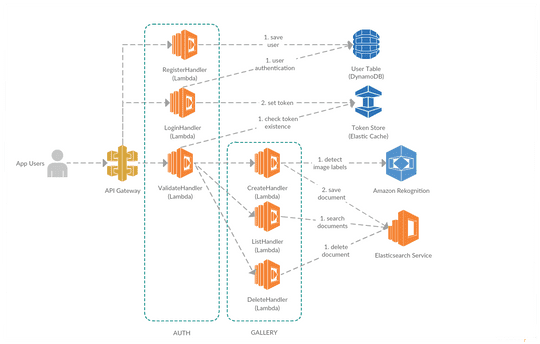 1. save
user
RegisterHandler
(Lambda)
1. user
authentication
User Table
(DynamoDB)
2. set token
LoginHandler
(Lambda)
1. check token
existence
Token Store
(Elastic Cache)
App Users
API Gateway
ValidateHandler
(Lambda)
CreateHandler
(Lambda)
1. detect
image labels
Amazon Rekognition
2. save
document
1. search
documents
ListHandler
(Lambda)
1. delete
document
Elasticsearch Service
DeleteHandler
(Lambda)
AUTH
GALLERY